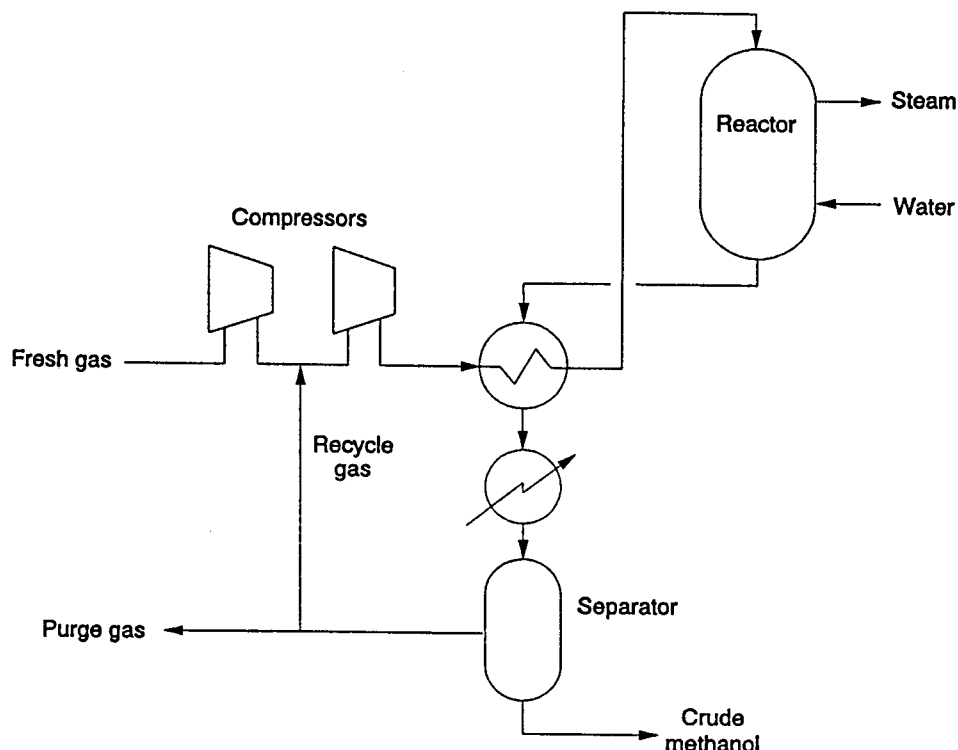 Reactor
Steam
Water
Compressors
Fresh gas
Recycle
gas
Separator
Purge gas
Crude
methanol